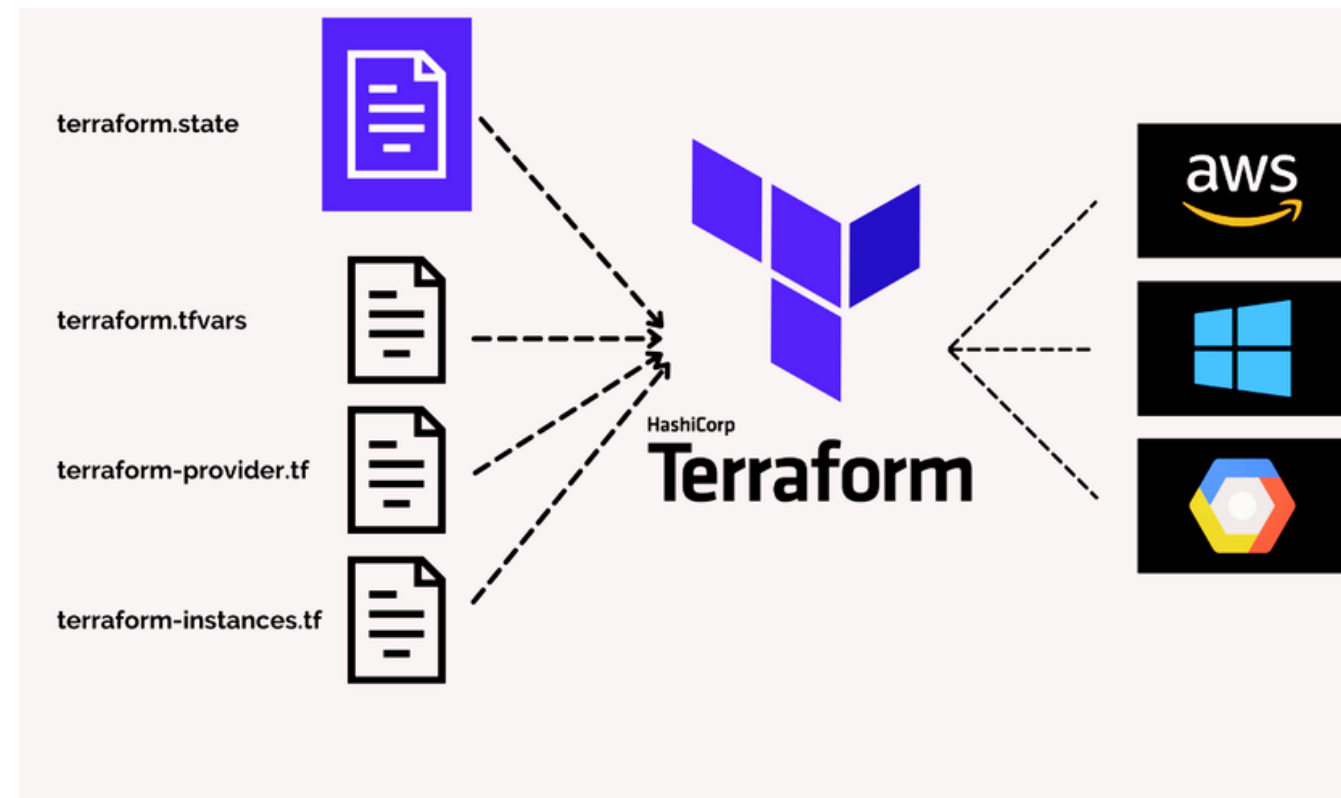 terraform.state
terraform.tfvars
terraform-provider.tf
terraform-instances.tf
HashiCorp
Terraform
aws